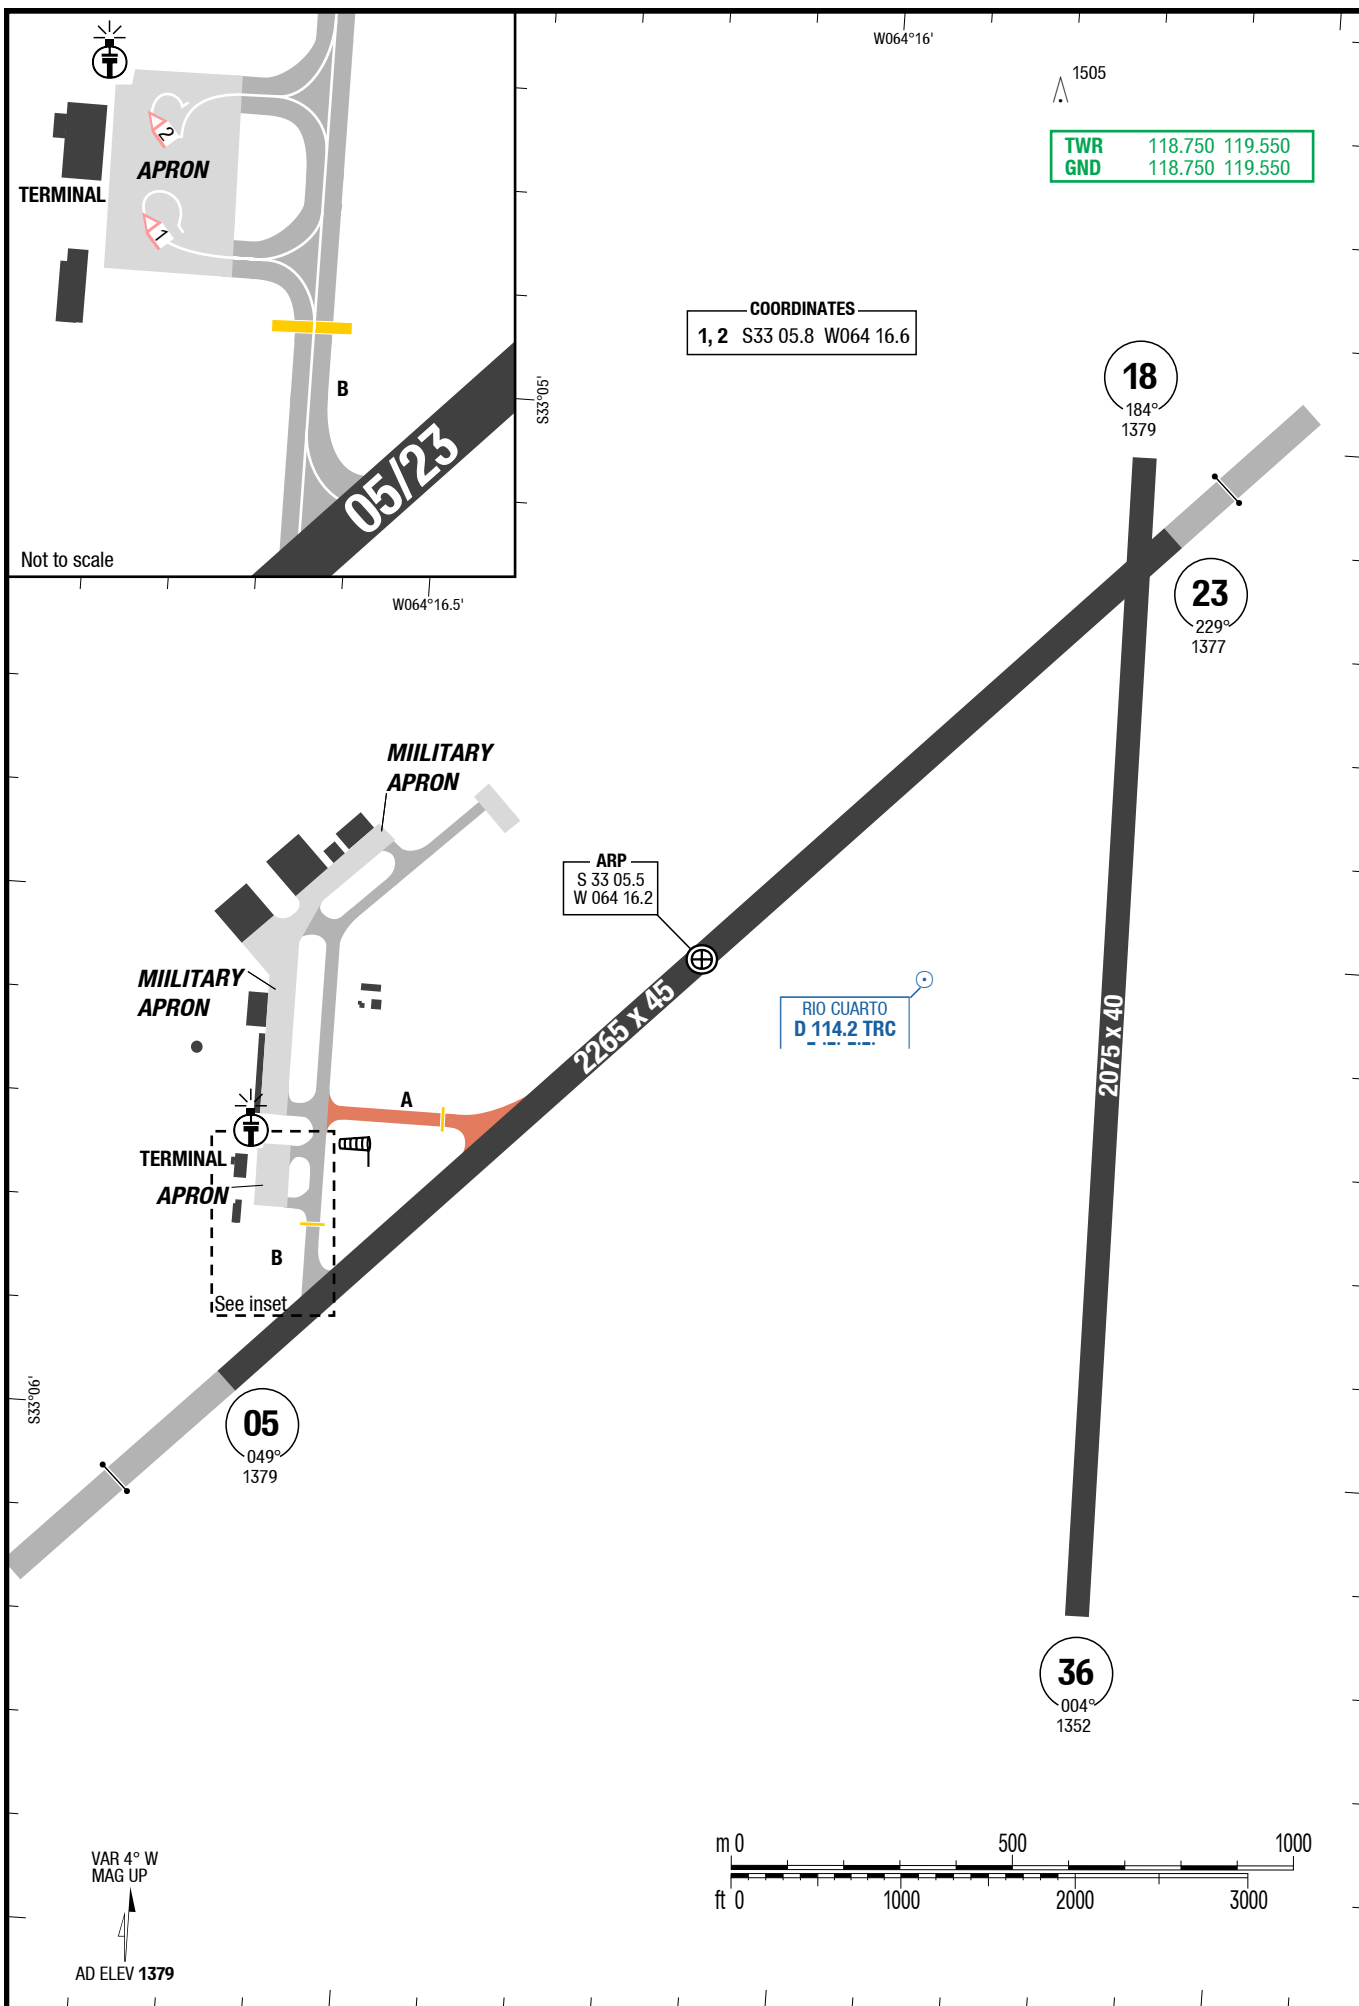 W064°16'
1505
TWR 118.750 119.550
GND 118.750 119.550
2
APRON
TERMINAL
1
B
05/23
Not to scale
COORDINATES
1, 2 S33 05.8 W064 16.6
S33°05'
18
184°
1379
W064°16.5'
23
229°
1377
MIILITARY
APRON
ARP
S 33 05.5
W 064 16.2
MIILITARY
APRON
RIO CUARTO
D 114.2 TRC
2265 x 45
2075 x 40
A
TERMINAL
APRON
B
See inset
S33°06'
05
049°
1379
36
004°
1352
VAR 4° W
MAG UP
AD ELEV 1379
m 0 500 1000
ft 0 1000 2000 3000